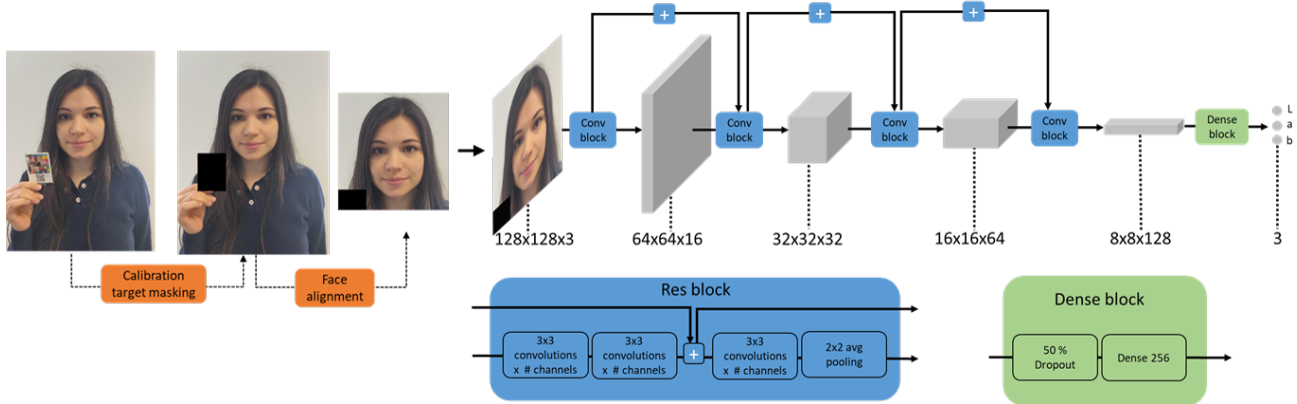 +
+
+
Conv
block
Conv
block
Conv
block
Conv
block
Dense
block
L
a
b
128x128x3
64x64x16
32x32x32
16x16x64
8x8x128
3
Calibration
target masking
Face
alignment
Res block
3x3
convolutions
x # channels
3x3
convolutions
x # channels
+
3x3
convolutions
x # channels
2x2 avg
pooling
Dense block
50 %
Dropout
Dense 256